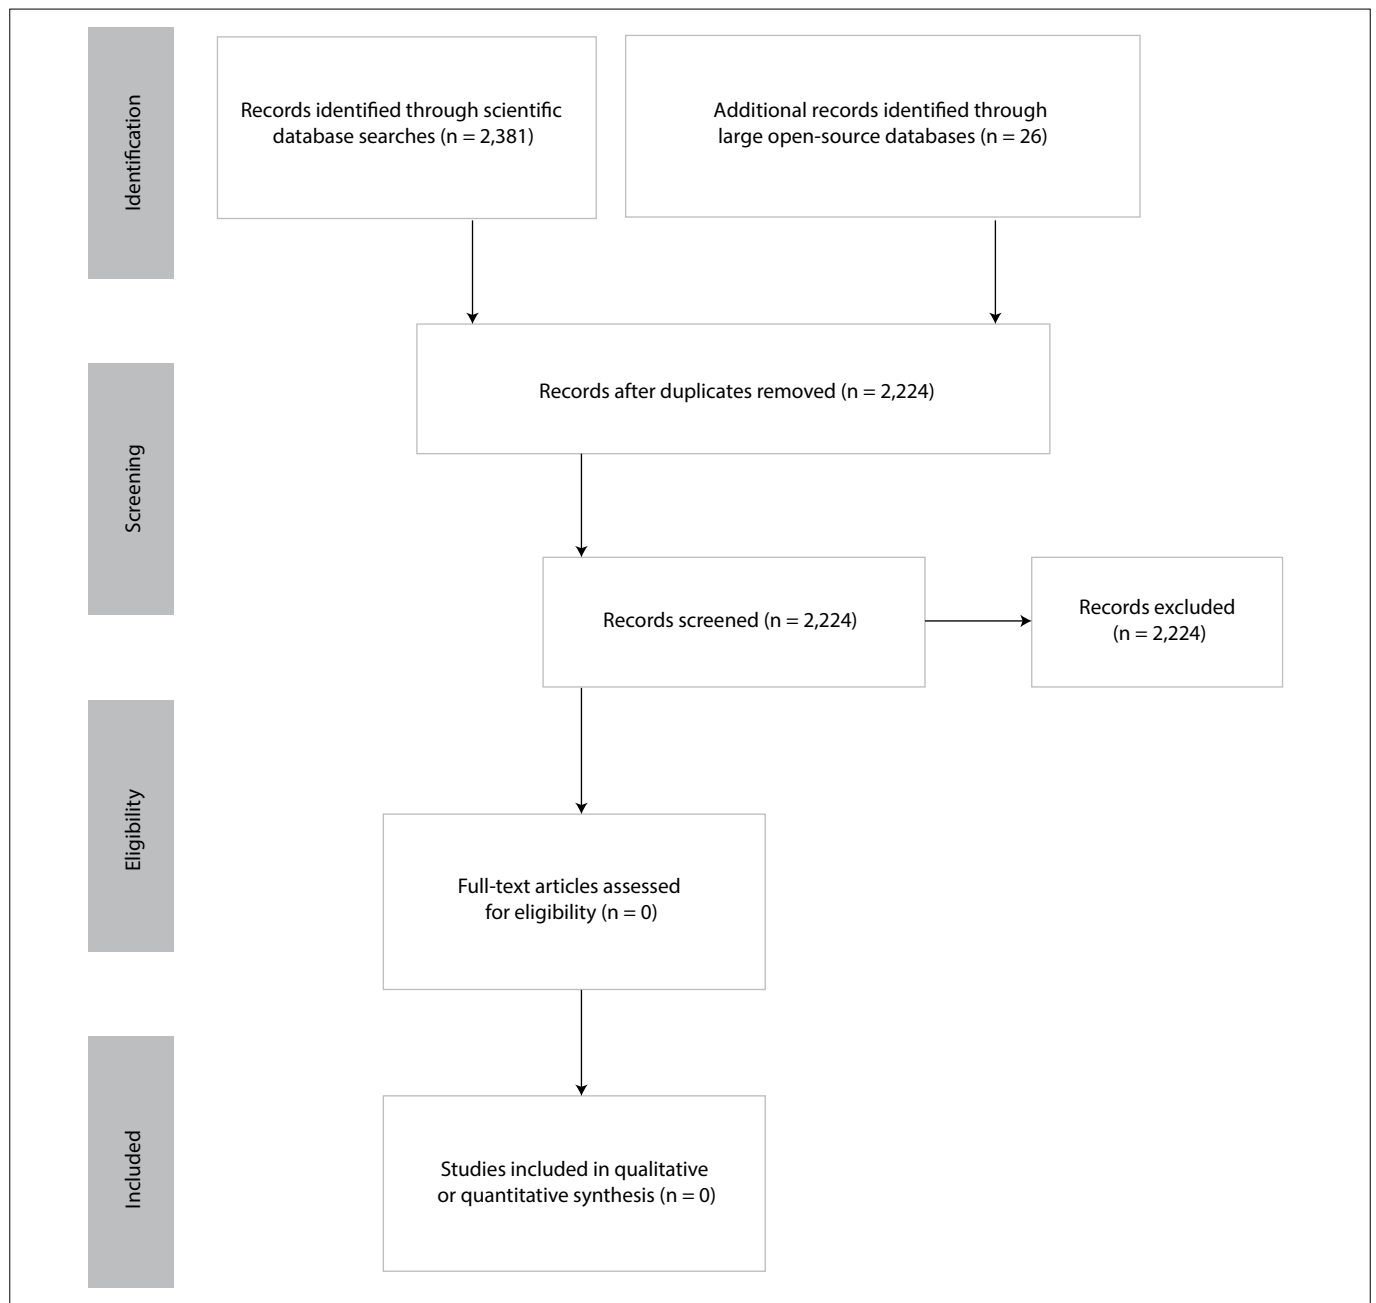 Identification
Records identified through scientific
database searches (n = 2,381)
Additional records identified through
large open-source databases (n = 26)
Screening
Records after duplicates removed (n = 2,224)
Records screened (n = 2,224)
Records excluded
(n = 2,224)
Eligibility
Full-text articles assessed
for eligibility (n = 0)
Included
Studies included in qualitative
or quantitative synthesis (n = 0)